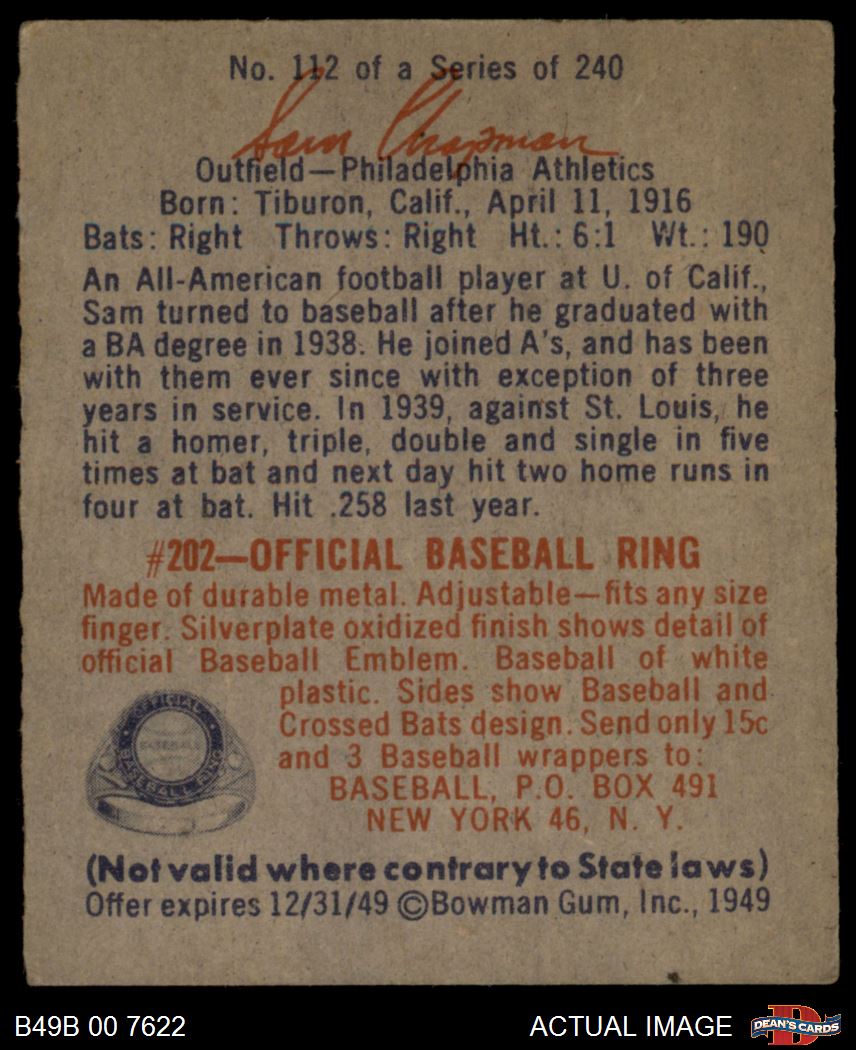 No. 112 of a Series of 240
Sam Chapman
Outfield—Philadelphia Athletics
Born: Tiburon, Calif., April 11, 1916
Bats: Right Throws: Right Ht.: 6:1 Wt.: 190
An All-American football player at U. of Calif.,
Sam turned to baseball after he graduated with
a BA degree in 1938. He joined A's, and has been
with them ever since with exception of three
years in service. In 1939, against St. Louis, he
hit a homer, triple, double and single in five
times at bat and next day hit two home runs in
four at bat. Hit .258 last year.
#202—OFFICIAL BASEBALL RING
Made of durable metal. Adjustable—fits any size
finger. Silverplate oxidized finish shows detail of
official Baseball Emblem. Baseball of white
plastic. Sides show Baseball and
Crossed Bats design. Send only 15c
and 3 Baseball wrappers to:
BASEBALL, P.O. BOX 491
NEW YORK 46, N. Y.
OFFICIAL
BASEBALL
BASEBALL RING
(Not valid where contrary to State laws)
Offer expires 12/31/49 ©Bowman Gum, Inc., 1949
B49B 00 7622
ACTUAL IMAGE
D
DEAN'S CARDS